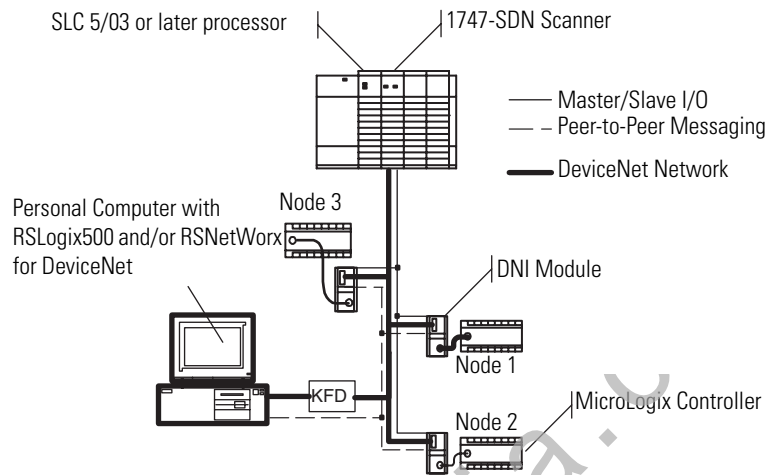 SLC 5/03 or later processor
1747-SDN Scanner
Master/Slave I/O
Peer-to-Peer Messaging
DeviceNet Network
Node 3
Personal Computer with
RSLogix500 and/or RSNetWorx
for DeviceNet
DNI Module
Node 1
KFD
Node 2
MicroLogix Controller